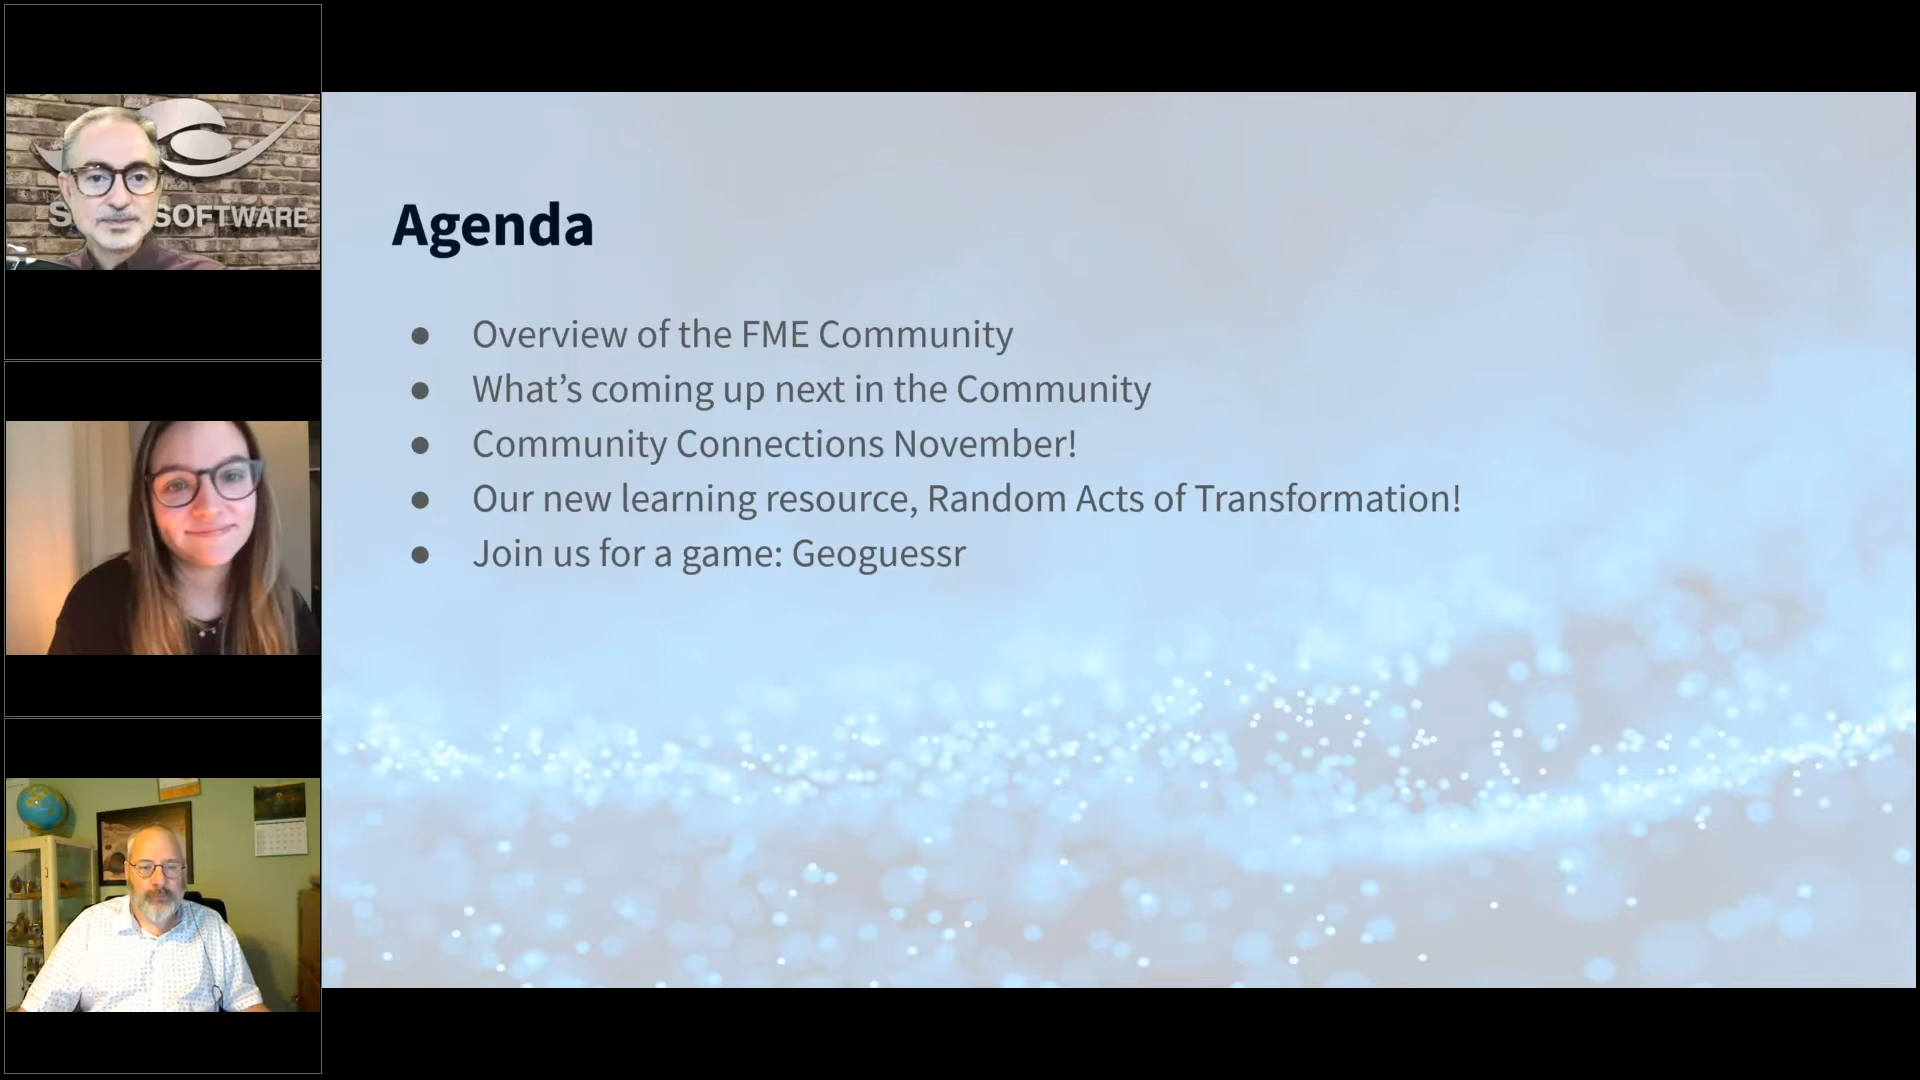 SOFTWARE
Agenda
● Overview of the FME Community
● What’s coming up next in the Community
● Community Connections November!
● Our new learning resource, Random Acts of Transformation!
● Join us for a game: Geoguessr